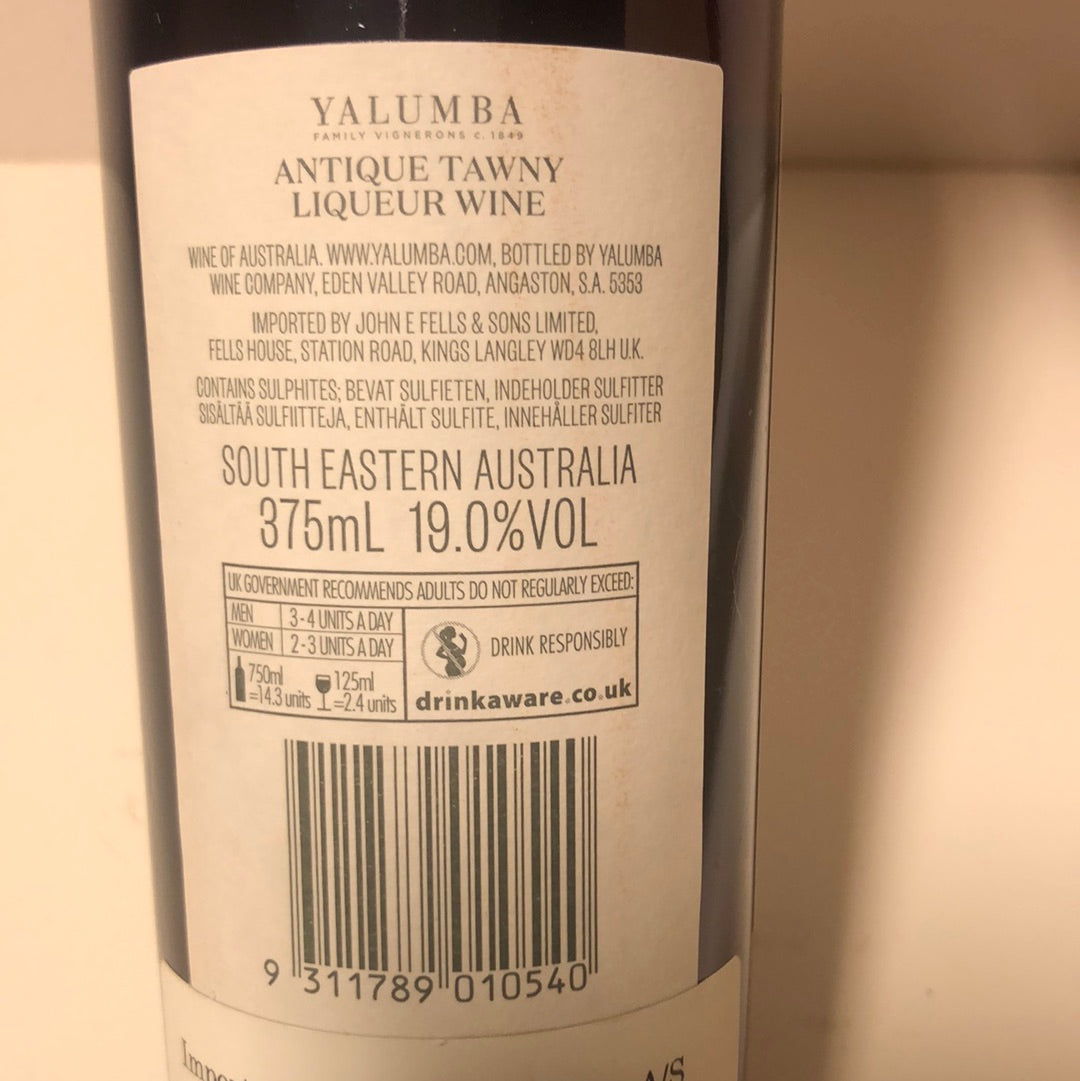 YALUMBA
FAMILY VIGNERONS C. 1849
ANTIQUE TAWNY
LIQUEUR WINE
WINE OF AUSTRALIA. WWW.YALUMBA.COM, BOTTLED BY YALUMBA
WINE COMPANY, EDEN VALLEY ROAD, ANGASTON, S.A. 5353
IMPORTED BY JOHN E FELLS & SONS LIMITED,
FELLS HOUSE, STATION ROAD, KINGS LANGLEY WD4 8LH U.K.
CONTAINS SULPHITES; BEVAT SULFIETEN, INDEHOLDER SULFITTER
SISÄLTÄÄ SULFIITTEJA, ENTHÄLT SULFITE, INNEHÅLLER SULFITER
SOUTH EASTERN AUSTRALIA
375mL 19.0%VOL
UK GOVERNMENT RECOMMENDS ADULTS DO NOT REGULARLY EXCEED:
MEN 3-4 UNITS A DAY
WOMEN 2-3 UNITS A DAY
DRINK RESPONSIBLY
750ml 125ml
=14.3 units =2.4 units
drinkaware.co.uk
9 311789 010540
A/S